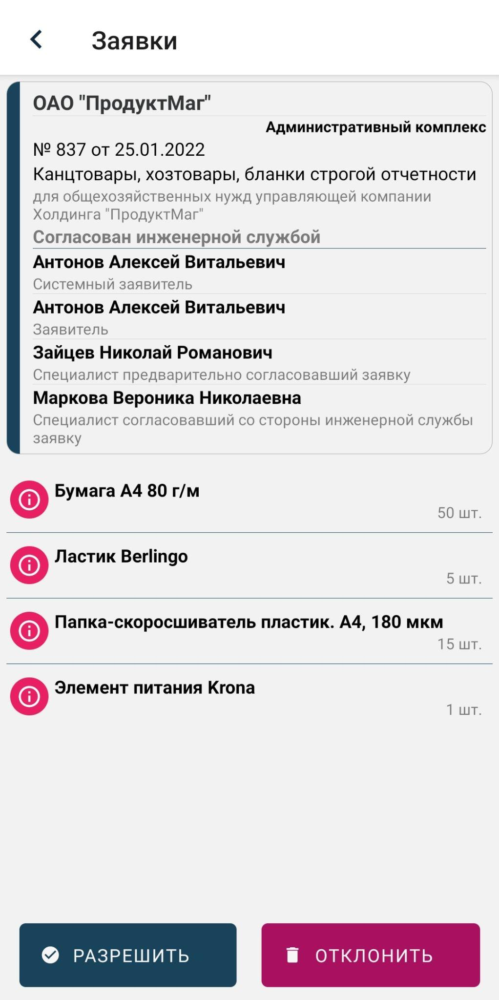 Заявки
ОАО "ПродуктМаг"
Административный комплекс
№ 837 от 25.01.2022
Канцтовары, хозтовары, бланки строгой отчетности
для общехозяйственных нужд управляющей компании
Холдинга "ПродуктМаг"
Согласован инженерной службой
Антонов Алексей Витальевич
Системный заявитель
Антонов Алексей Витальевич
Заявитель
Зайцев Николай Романович
Специалист предварительно согласовавший заявку
Маркова Вероника Николаевна
Специалист согласовавший со стороны инженерной службы
заявку
Бумага А4 80 г/м
50 шт.
Ластик Berlingo
5 шт.
Папка-скоросшиватель пластик. А4, 180 мкм
15 шт.
Элемент питания Krona
1 шт.
РАЗРЕШИТЬ
ОТКЛОНИТЬ